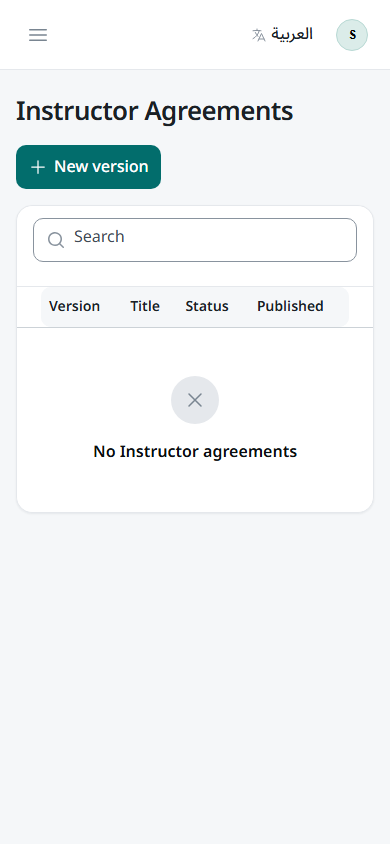 العربية
S
Instructor Agreements
New version
Search
Version Title Status Published
No Instructor agreements